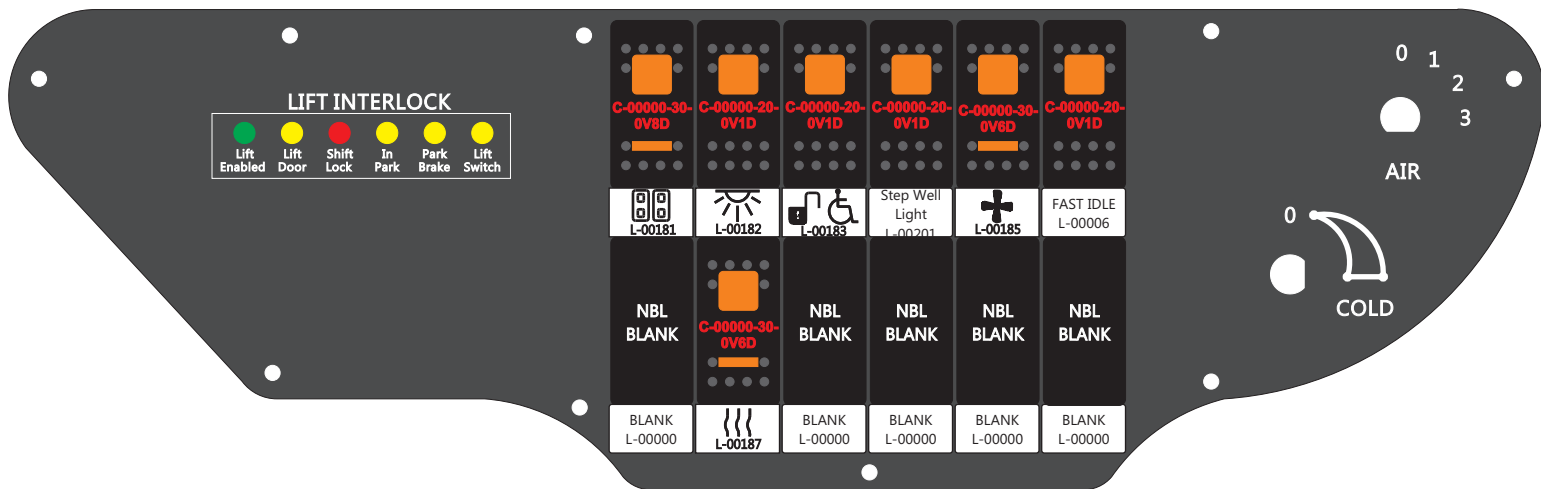 LIFT INTERLOCK
Lift
Enabled
Lift
Door
Shift
Lock
In
Park
Park
Brake
Lift
Switch
C-00000-30-
0V8D
C-00000-20-
0V1D
C-00000-20-
0V1D
C-00000-20-
0V1D
C-00000-30-
0V6D
C-00000-20-
0V1D
L-00181
L-00182
L-00183
Step Well
Light
L-00201
L-00185
FAST IDLE
L-00006
NBL
BLANK
C-00000-30-
0V6D
NBL
BLANK
NBL
BLANK
NBL
BLANK
NBL
BLANK
BLANK
L-00000
L-00187
BLANK
L-00000
BLANK
L-00000
BLANK
L-00000
BLANK
L-00000
0
1
2
3
AIR
0
COLD